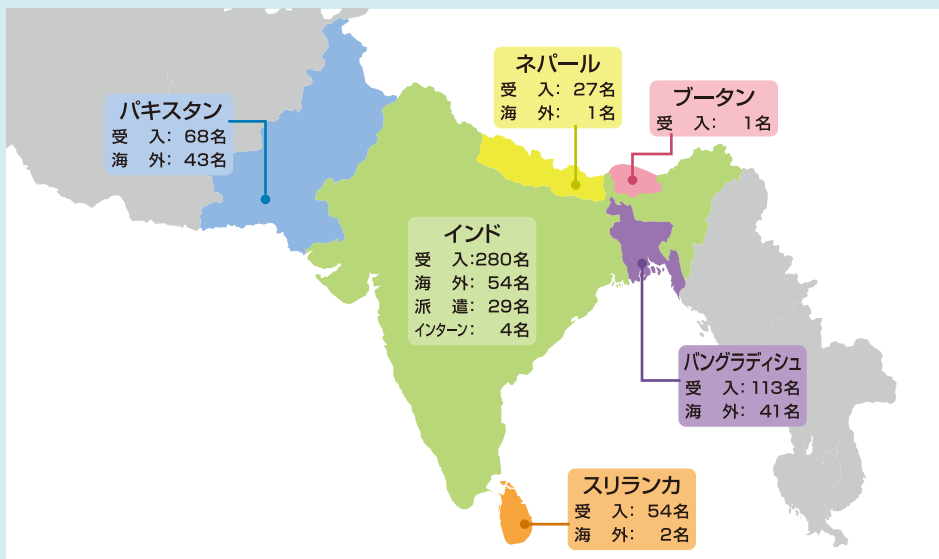 ネパール
受　入： 27名
海　外： 1名
ブータン
受　入： 1名
パキスタン
受　入： 68名
海　外： 43名
インド
受　入：280名
海　外： 54名
派　遣： 29名
インターン： 4名
バングラディシュ
受　入：113名
海　外： 41名
スリランカ
受　入： 54名
海　外： 2名